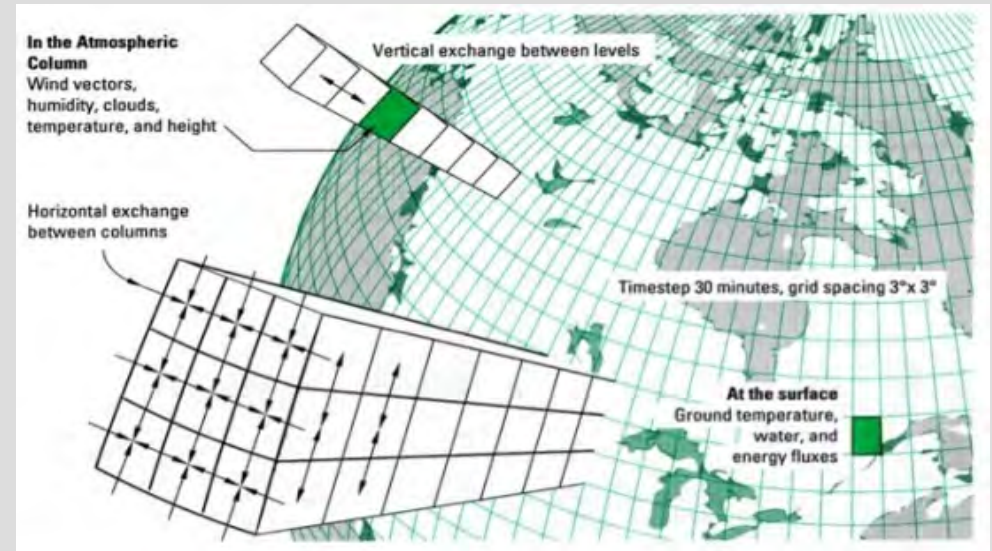 In the Atmospheric
Column
Wind vectors,
humidity, clouds,
temperature, and height
Vertical exchange between levels
Horizontal exchange
between columns
Timestep 30 minutes, grid spacing 3°x 3°
At the surface
Ground temperature,
water, and
energy fluxes